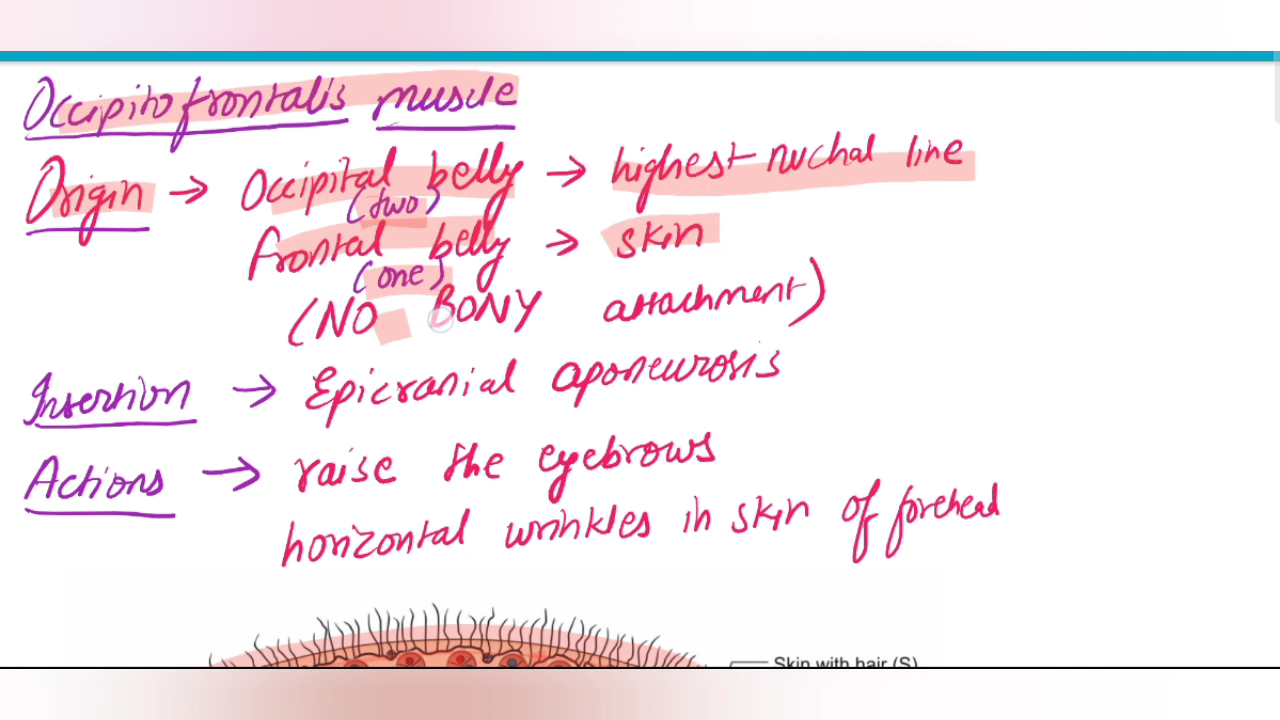 Occipitofrontalis muscle
Origin → Occipital belly → highest nuchal line
(two)
frontal belly → skin
(one)
(NO BONY attachment)
Insertion → Epicranial aponeurosis
Actions → raise the eyebrows
horizontal wrinkles in skin of forehead
Skin with hair (S)